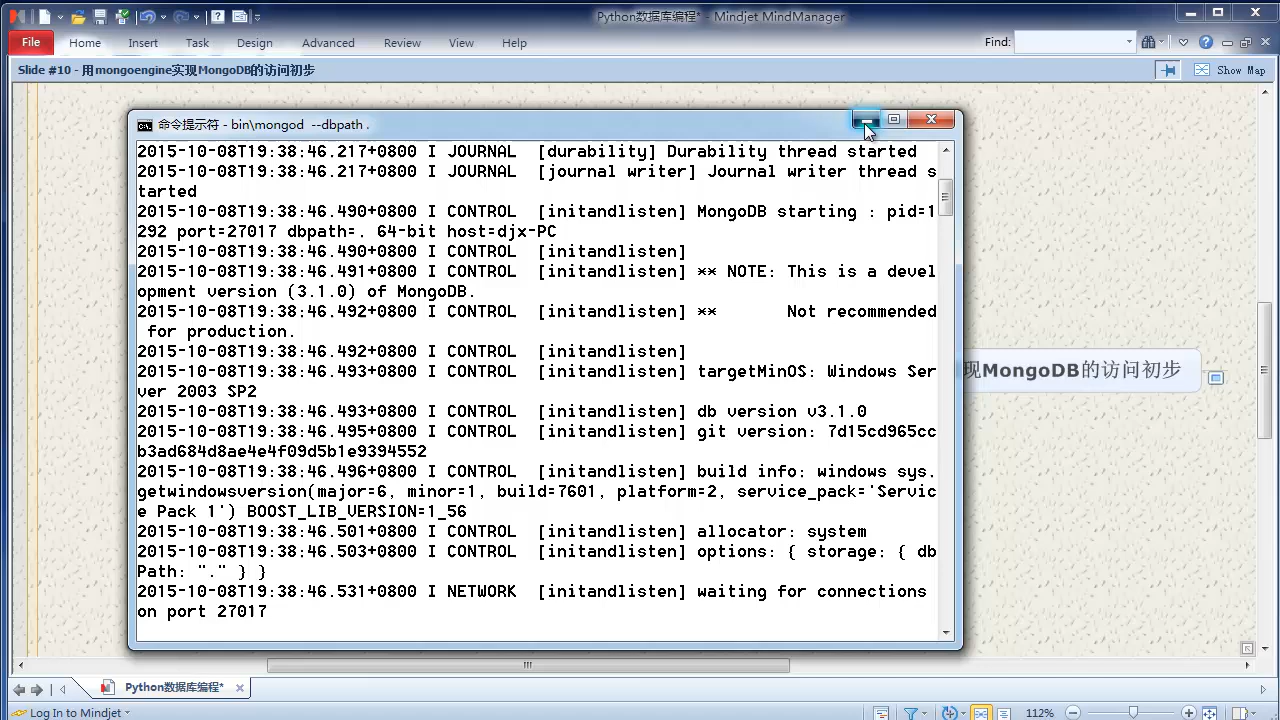 Python数据库编程* - Mindjet MindManager
File Home Insert Task Design Advanced Review View Help Find:
Slide #10 - 用mongoengine实现MongoDB的访问初步 Show Map
命令提示符 - bin\mongod --dbpath .
2015-10-08T19:38:46.217+0800 I JOURNAL [durability] Durability thread started
2015-10-08T19:38:46.217+0800 I JOURNAL [journal writer] Journal writer thread s
tarted
2015-10-08T19:38:46.490+0800 I CONTROL [initandlisten] MongoDB starting : pid=1
292 port=27017 dbpath=. 64-bit host=djx-PC
2015-10-08T19:38:46.490+0800 I CONTROL [initandlisten]
2015-10-08T19:38:46.491+0800 I CONTROL [initandlisten] ** NOTE: This is a devel
opment version (3.1.0) of MongoDB.
2015-10-08T19:38:46.492+0800 I CONTROL [initandlisten] ** Not recommended
for production.
2015-10-08T19:38:46.492+0800 I CONTROL [initandlisten]
2015-10-08T19:38:46.493+0800 I CONTROL [initandlisten] targetMinOS: Windows Ser
ver 2003 SP2
2015-10-08T19:38:46.493+0800 I CONTROL [initandlisten] db version v3.1.0
2015-10-08T19:38:46.495+0800 I CONTROL [initandlisten] git version: 7d15cd965cc
b3ad684d8ae4e4f09d5b1e9394552
2015-10-08T19:38:46.496+0800 I CONTROL [initandlisten] build info: windows sys.
getwindowsversion(major=6, minor=1, build=7601, platform=2, service_pack='Servic
e Pack 1') BOOST_LIB_VERSION=1_56
2015-10-08T19:38:46.501+0800 I CONTROL [initandlisten] allocator: system
2015-10-08T19:38:46.503+0800 I CONTROL [initandlisten] options: { storage: { db
Path: "." } }
2015-10-08T19:38:46.531+0800 I NETWORK [initandlisten] waiting for connections
on port 27017
现MongoDB的访问初步
Python数据库编程*
Log In to Mindjet 112%